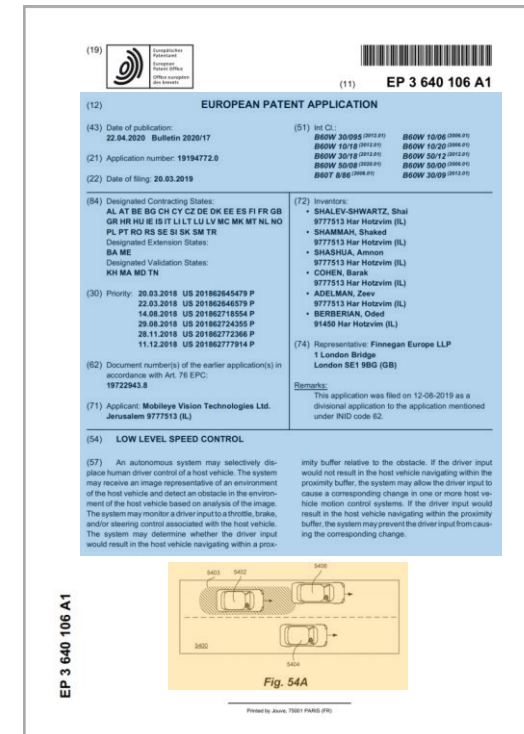 (19)
Europäisches
Patentamt
European
Patent Office
Office européen
des brevets
(11) EP 3 640 106 A1
(12) EUROPEAN PATENT APPLICATION
(43) Date of publication:
22.04.2020 Bulletin 2020/17
(21) Application number: 19194772.0
(22) Date of filing: 20.03.2019
(51) Int Cl.:
B60W 30/095 (2012.01) B60W 10/06 (2006.01)
B60W 10/18 (2012.01) B60W 10/20 (2006.01)
B60W 30/18 (2012.01) B60W 50/12 (2012.01)
B60W 50/08 (2020.01) B60W 50/00 (2006.01)
B60T 8/86 (2006.01) B60W 30/09 (2012.01)
(84) Designated Contracting States:
AL AT BE BG CH CY CZ DE DK EE ES FI FR GB
GR HR HU IE IS IT LI LT LU LV MC MK MT NL NO
PL PT RO RS SE SI SK SM TR
Designated Extension States:
BA ME
Designated Validation States:
KH MA MD TN
(30) Priority: 20.03.2018 US 201862645479 P
22.03.2018 US 201862646579 P
14.08.2018 US 201862718554 P
29.08.2018 US 201862724355 P
28.11.2018 US 201862772366 P
11.12.2018 US 201862777914 P
(62) Document number(s) of the earlier application(s) in
accordance with Art. 76 EPC:
19722943.8
(71) Applicant: Mobileye Vision Technologies Ltd.
Jerusalem 9777513 (IL)
(72) Inventors:
• SHALEV-SHWARTZ, Shai
9777513 Har Hotzvim (IL)
• SHAMMAH, Shaked
9777513 Har Hotzvim (IL)
• SHASHUA, Amnon
9777513 Har Hotzvim (IL)
• COHEN, Barak
9777513 Har Hotzvim (IL)
• ADELMAN, Zeev
9777513 Har Hotzvim (IL)
• BERBERIAN, Oded
91450 Har Hotzvim (IL)
(74) Representative: Finnegan Europe LLP
1 London Bridge
London SE1 9BG (GB)
Remarks:
This application was filed on 12-08-2019 as a
divisional application to the application mentioned
under INID code 62.
(54) LOW LEVEL SPEED CONTROL
(57) An autonomous system may selectively dis-
place human driver control of a host vehicle. The system
may receive an image representative of an environment
of the host vehicle and detect an obstacle in the environ-
ment of the host vehicle based on analysis of the image.
The system may monitor a driver input to a throttle, brake,
and/or steering control associated with the host vehicle.
The system may determine whether the driver input
would result in the host vehicle navigating within a prox-
imity buffer relative to the obstacle. If the driver input
would not result in the host vehicle navigating within the
proximity buffer, the system may allow the driver input to
cause a corresponding change in one or more host ve-
hicle motion control systems. If the driver input would
result in the host vehicle navigating within the proximity
buffer, the system may prevent the driver input from caus-
ing the corresponding change.
5403 5402 5406
5400
5404
Fig. 54A
EP 3 640 106 A1
Printed by Jouve, 75001 PARIS (FR)